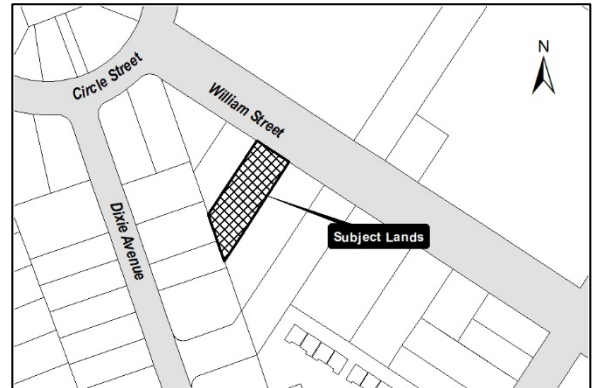 Circle Street
William Street
N
Dixie Avenue
Subject Lands